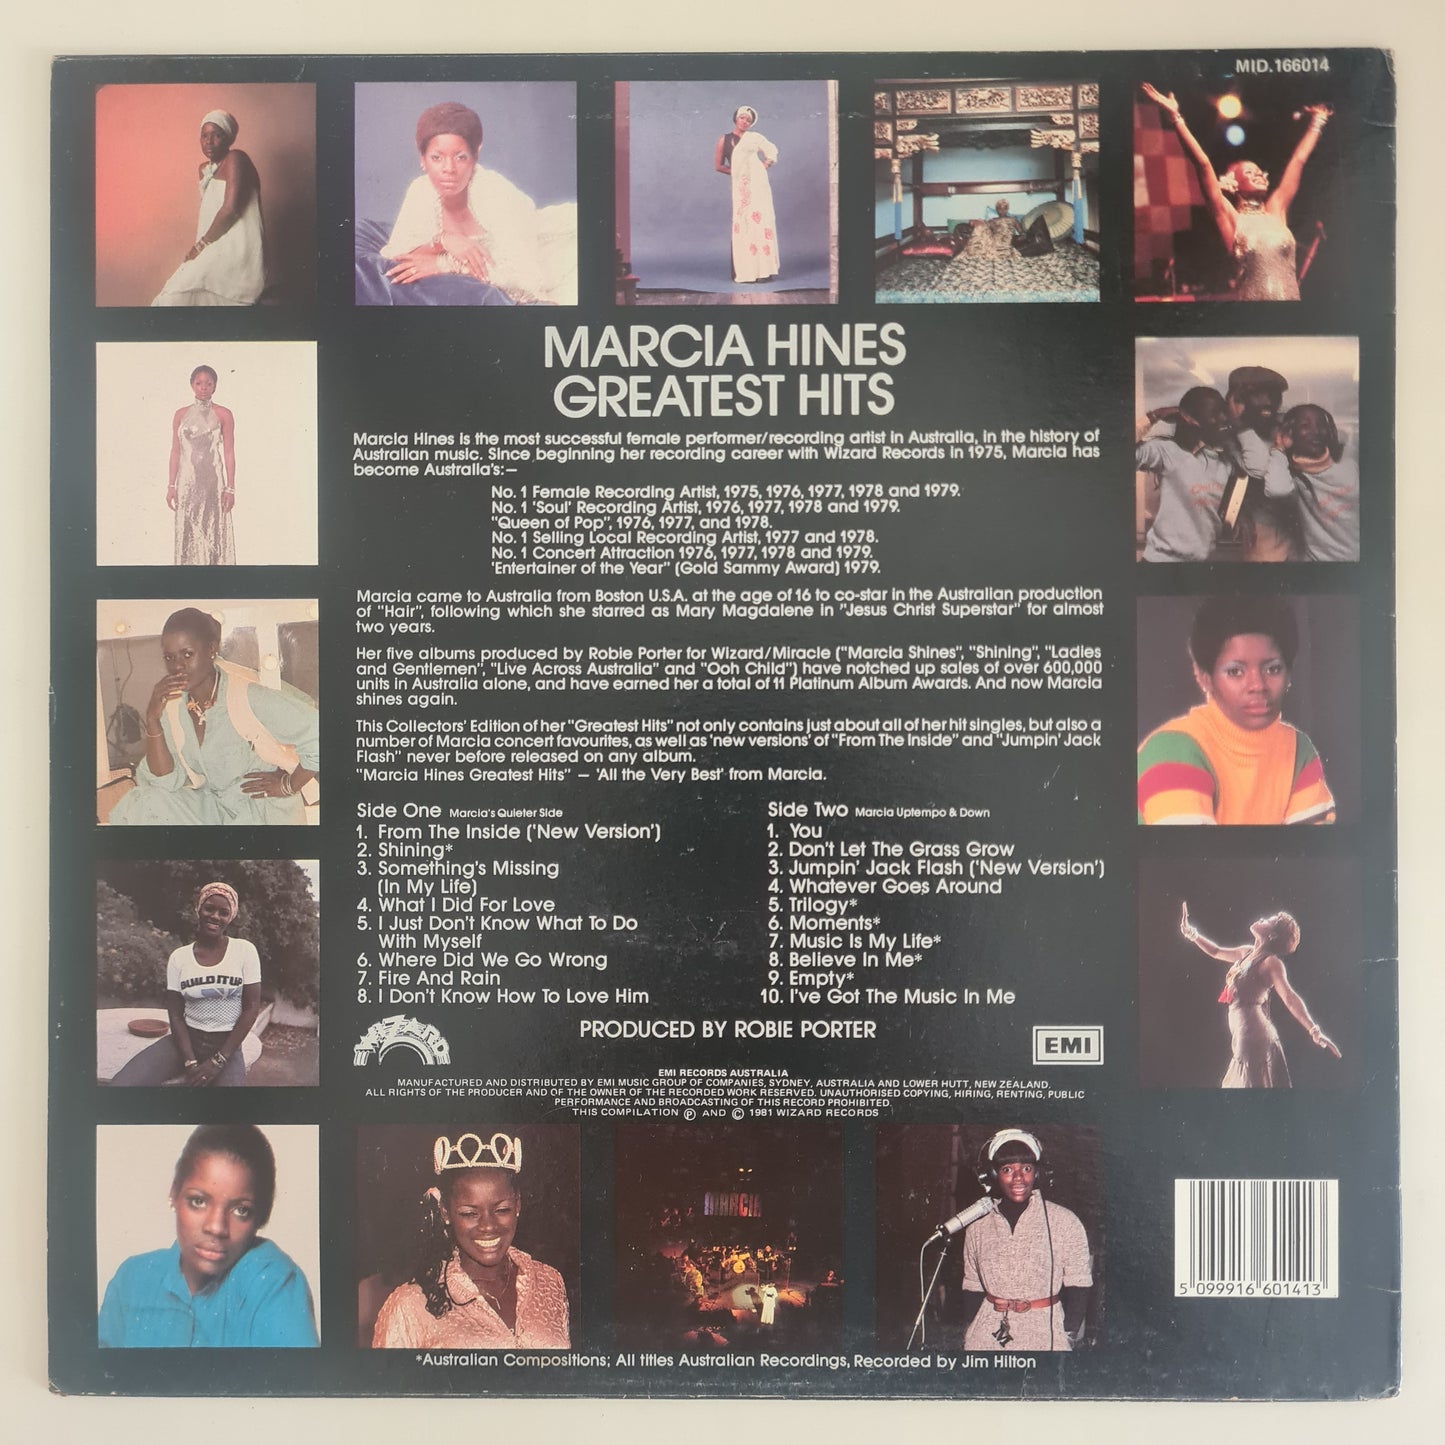 MID.166014
MARCIA HINES
GREATEST HITS
Marcia Hines is the most successful female performer/recording artist in Australia, in the history of
Australian music. Since beginning her recording career with Wizard Records in 1975, Marcia has
become Australia's:—
No. 1 Female Recording Artist, 1975, 1976, 1977, 1978 and 1979.
No. 1 'Soul' Recording Artist, 1976, 1977, 1978 and 1979.
"Queen of Pop", 1976, 1977, and 1978.
No. 1 Selling Local Recording Artist, 1977 and 1978.
No. 1 Concert Attraction 1976, 1977, 1978 and 1979.
'Entertainer of the Year" (Gold Sammy Award) 1979.
Marcia came to Australia from Boston U.S.A. at the age of 16 to co-star in the Australian production
of "Hair", following which she starred as Mary Magdalene in "Jesus Christ Superstar" for almost
two years.
Her five albums produced by Robie Porter for Wizard/Miracle ("Marcia Shines", "Shining", "Ladies
and Gentlemen", "Live Across Australia" and "Ooh Child") have notched up sales of over 600,000
units in Australia alone, and have earned her a total of 11 Platinum Album Awards. And now Marcia
shines again.
This Collectors' Edition of her "Greatest Hits" not only contains just about all of her hit singles, but also a
number of Marcia concert favourites, as well as 'new versions' of "From The Inside" and "Jumpin' Jack
Flash" never before released on any album.
"Marcia Hines Greatest Hits" — 'All the Very Best' from Marcia.
Side One Marcia's Quieter Side
1. From The Inside ('New Version')
2. Shining*
3. Something's Missing
(In My Life)
4. What I Did For Love
5. I Just Don't Know What To Do
With Myself
6. Where Did We Go Wrong
7. Fire And Rain
8. I Don't Know How To Love Him
Side Two Marcia Uptempo & Down
1. You
2. Don't Let The Grass Grow
3. Jumpin' Jack Flash ('New Version')
4. Whatever Goes Around
5. Trilogy*
6. Moments*
7. Music Is My Life*
8. Believe In Me*
9. Empty*
10. I've Got The Music In Me
BUILD IT UP
WIZARD
PRODUCED BY ROBIE PORTER
EMI
EMI RECORDS AUSTRALIA
MANUFACTURED AND DISTRIBUTED BY EMI MUSIC GROUP OF COMPANIES, SYDNEY, AUSTRALIA AND LOWER HUTT, NEW ZEALAND.
ALL RIGHTS OF THE PRODUCER AND OF THE OWNER OF THE RECORDED WORK RESERVED. UNAUTHORISED COPYING, HIRING, RENTING, PUBLIC
PERFORMANCE AND BROADCASTING OF THIS RECORD PROHIBITED.
THIS COMPILATION Ⓟ AND © 1981 WIZARD RECORDS
MARCIA
5 099916 601413
*Australian Compositions; All titles Australian Recordings, Recorded by Jim Hilton